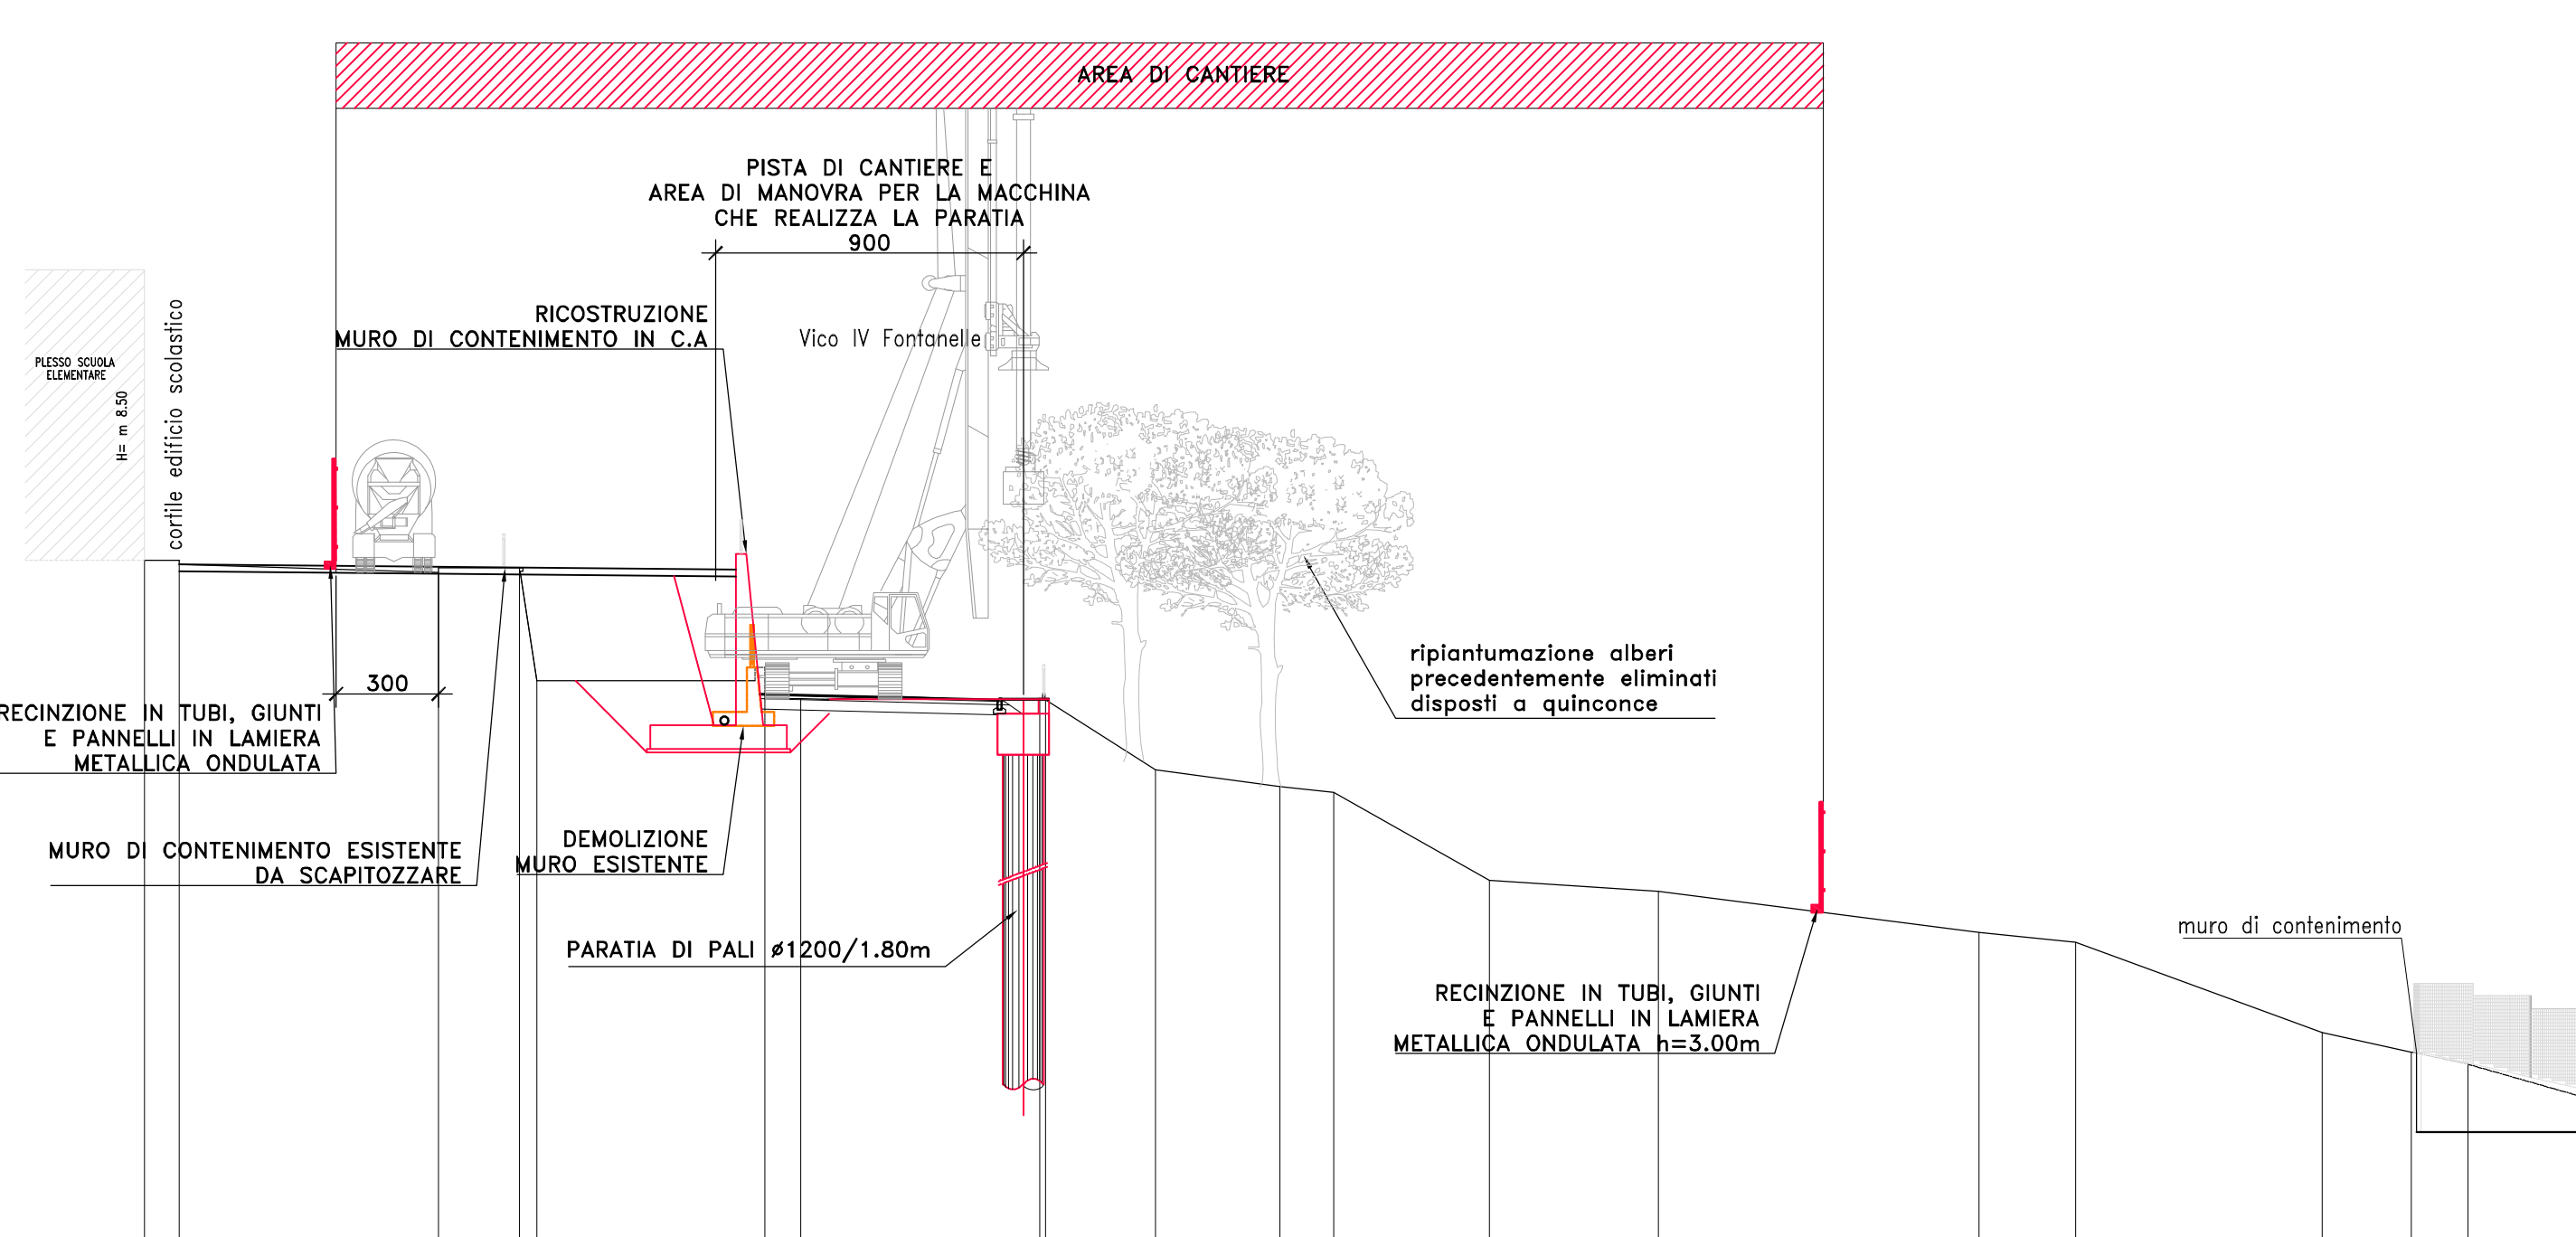 AREA DI CANTIERE
PISTA DI CANTIERE E
AREA DI MANOVRA PER LA MACCHINA
CHE REALIZZA LA PARATIA
900
RICOSTRUZIONE
MURO DI CONTENIMENTO IN C.A
Vico IV Fontanelle
PLESSO SCUOLA
ELEMENTARE
H= m 8.50
cortile edificio scolastico
300
RECINZIONE IN TUBI, GIUNTI
E PANNELLI IN LAMIERA
METALLICA ONDULATA
MURO DI CONTENIMENTO ESISTENTE
DA SCAPITOZZARE
DEMOLIZIONE
MURO ESISTENTE
PARATIA DI PALI ø1200/1.80m
ripiantumazione alberi
precedentemente eliminati
disposti a quinconce
RECINZIONE IN TUBI, GIUNTI
E PANNELLI IN LAMIERA
METALLICA ONDULATA h=3.00m
muro di contenimento